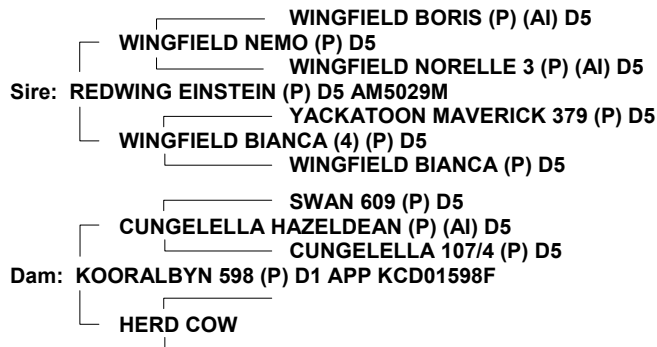 WINGFIELD BORIS (P) (AI) D5
WINGFIELD NEMO (P) D5
WINGFIELD NORELLE 3 (P) (AI) D5
Sire: REDWING EINSTEIN (P) D5 AM5029M
YACKATOON MAVERICK 379 (P) D5
WINGFIELD BIANCA (4) (P) D5
WINGFIELD BIANCA (P) D5
SWAN 609 (P) D5
CUNGELELLA HAZELDEAN (P) (AI) D5
CUNGELELLA 107/4 (P) D5
Dam: KOORALBYN 598 (P) D1 APP KCD01598F
HERD COW